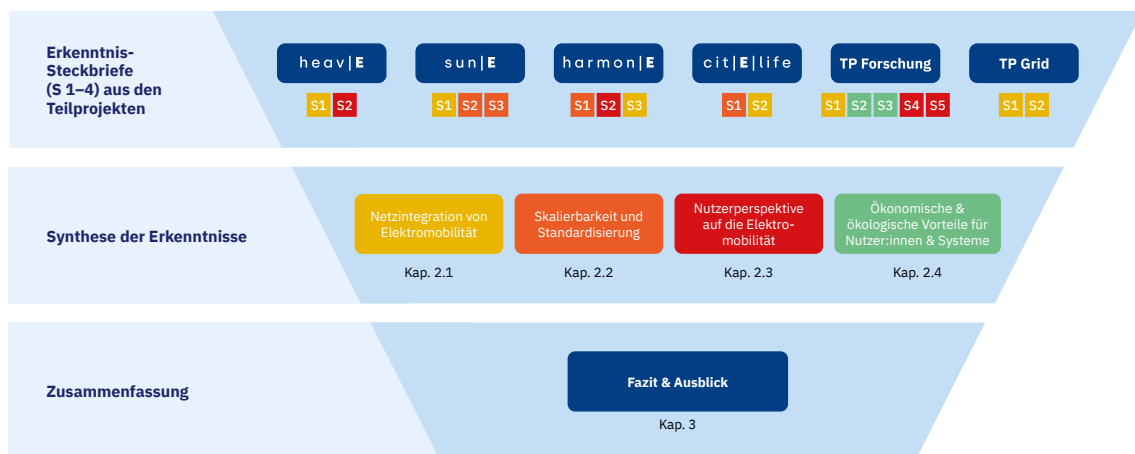 Erkenntnis-
Steckbriefe
(S 1–4) aus den
Teilprojekten
heav|E
sun|E
harmon|E
cit|E|life
TP Forschung
TP Grid
S1 S2
S1 S2 S3
S1 S2 S3
S1 S2
S1 S2 S3 S4 S5
S1 S2
Synthese der Erkenntnisse
Netzintegration von
Elektromobilität
Kap. 2.1
Skalierbarkeit und
Standardisierung
Kap. 2.2
Nutzerperspektive
auf die Elektro-
mobilität
Kap. 2.3
Ökonomische &
ökologische Vorteile für
Nutzer:innen & Systeme
Kap. 2.4
Zusammenfassung
Fazit & Ausblick
Kap. 3